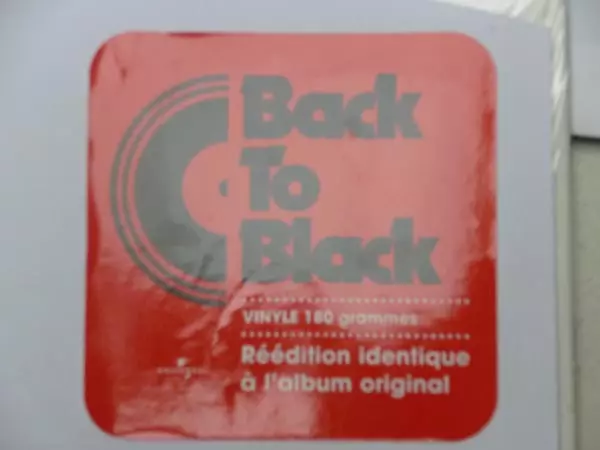 Back
To
Black
VINYLE 180 grammes
Réédition identique
à l'album original